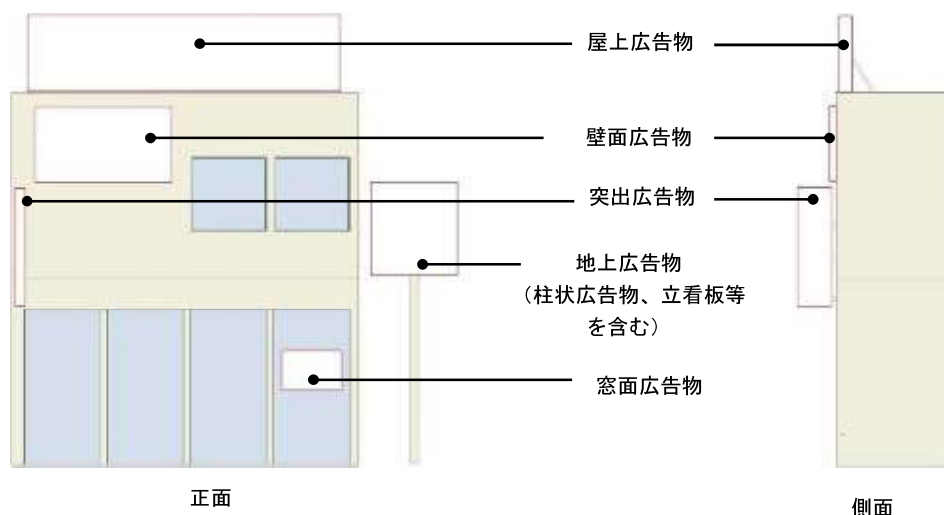 屋上広告物
壁面広告物
突出広告物
地上広告物
（柱状広告物、立看板等
を含む）
窓面広告物
正面
側面